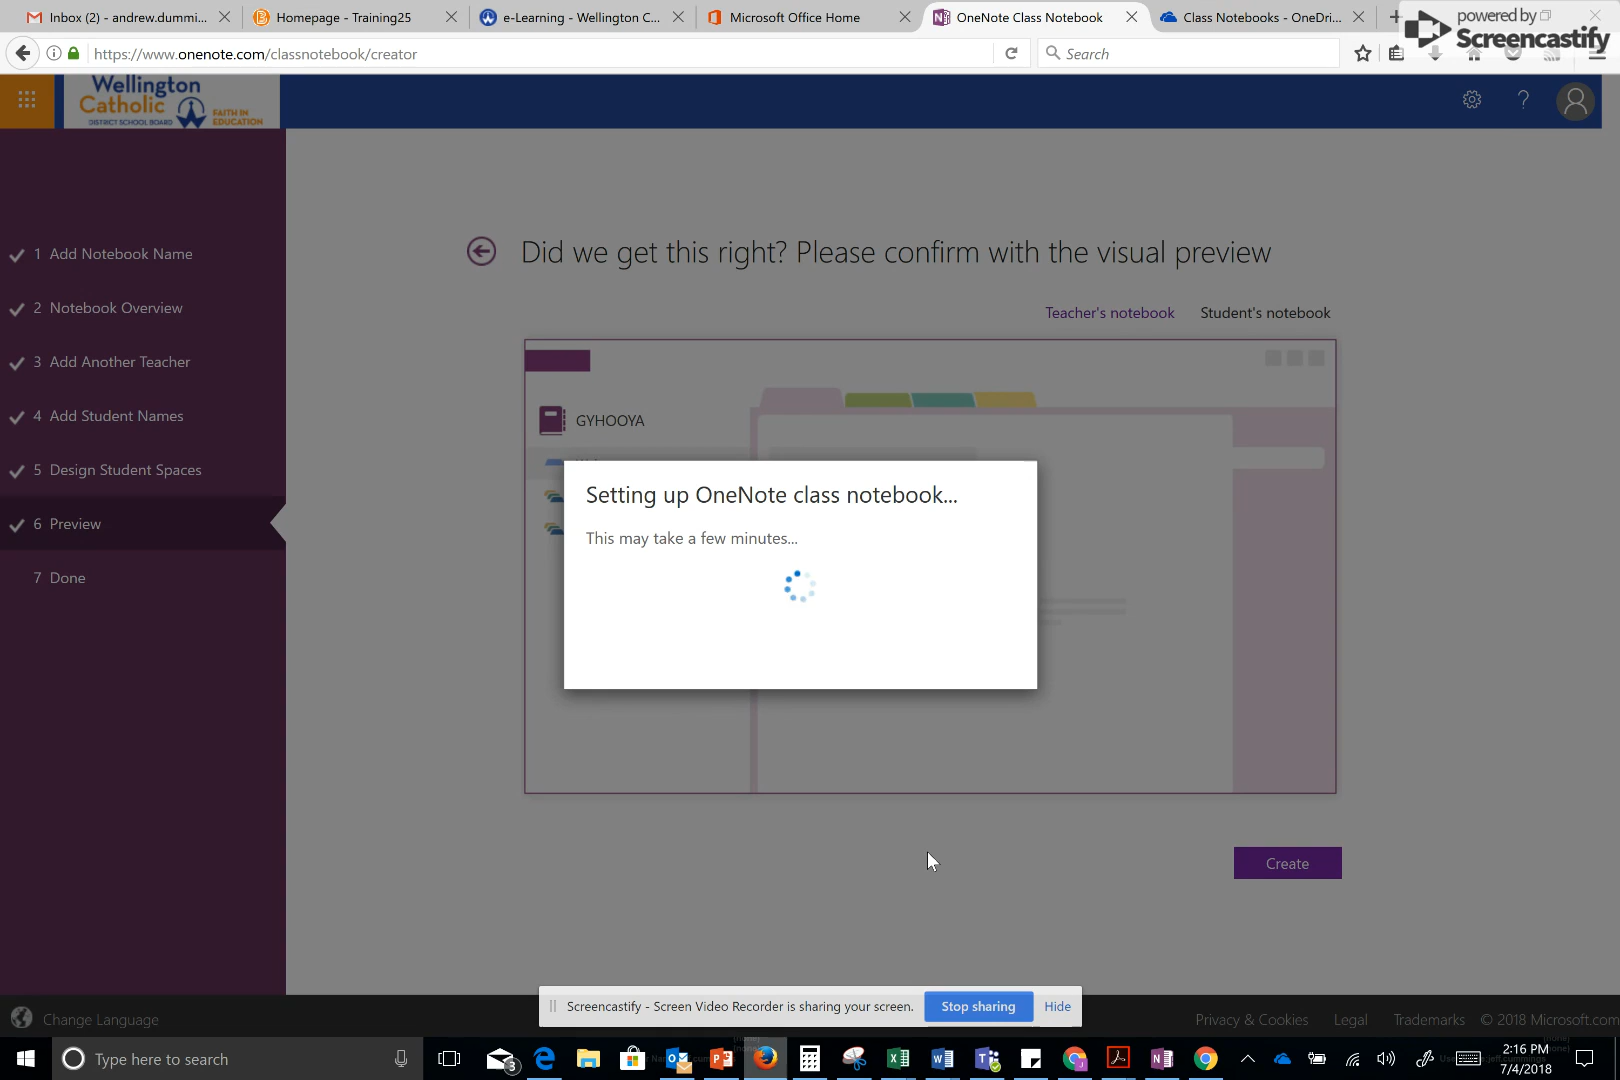 Inbox (2) - andrew.dummi...
Homepage - Training25
e-Learning - Wellington C...
Microsoft Office Home
OneNote Class Notebook
Class Notebooks - OneDri...
powered by
Screencastify
https://www.onenote.com/classnotebook/creator
Search
Wellington
Catholic
DISTRICT SCHOOL BOARD
FAITH IN
EDUCATION
1 Add Notebook Name
2 Notebook Overview
3 Add Another Teacher
4 Add Student Names
5 Design Student Spaces
6 Preview
7 Done
Did we get this right? Please confirm with the visual preview
Teacher's notebook
Student's notebook
GYHOOYA
Setting up OneNote class notebook...
This may take a few minutes...
Create
Screencastify - Screen Video Recorder is sharing your screen.
Stop sharing
Hide
Change Language
Privacy & Cookies
Legal
Trademarks
© 2018 Microsoft.com
Type here to search
3
2:16 PM
7/4/2018